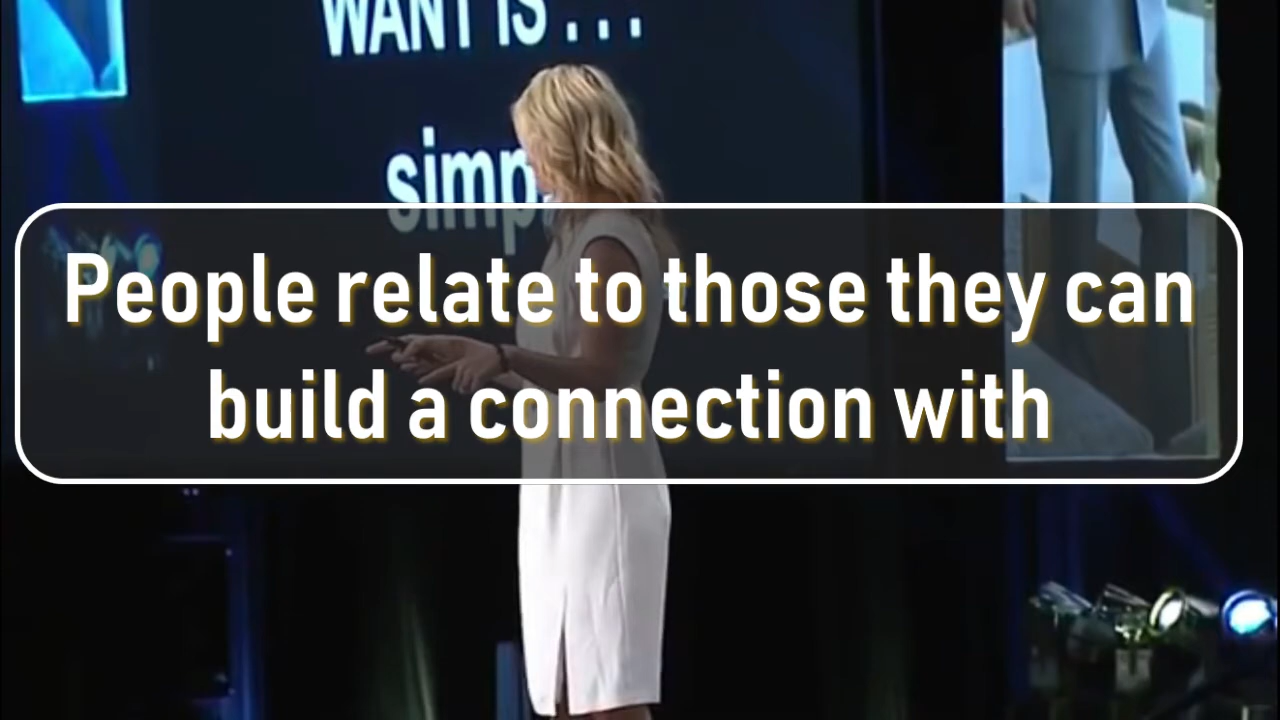 WANT IS . . .
People relate to those they can
build a connection with